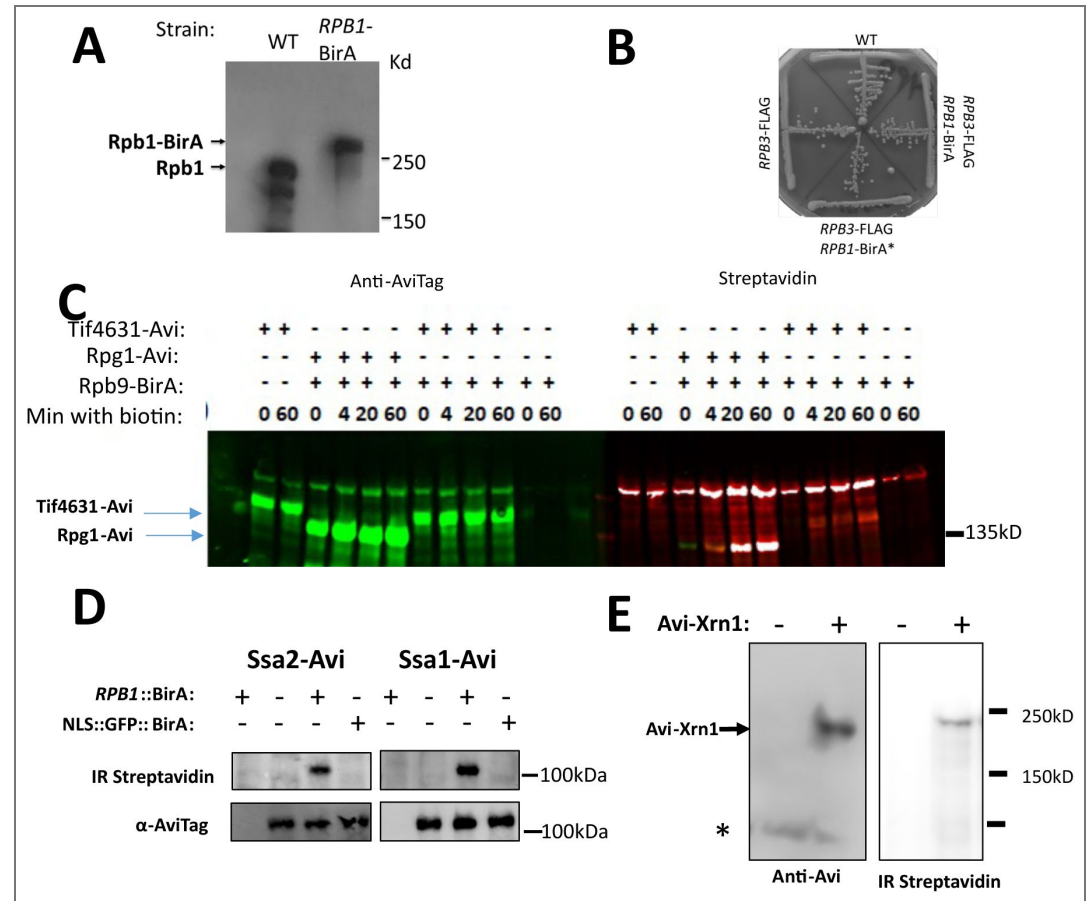 A
Strain:
WT
RPB1-
BirA
Kd
Rpb1-BirA
Rpb1
250
150
B
WT
RPB3-FLAG
RPB3-FLAG
RPB1-BirA
RPB3-FLAG
RPB1-BirA*
C
Anti-AviTag
Streptavidin
Tif4631-Avi: + + - - - - + + + + - - + + - - - - + + + + - -
Rpg1-Avi: - - + + + + - - - - - - - - + + + + - - - - - -
Rpb9-BirA: - - + + + + + + + + + + - - + + + + + + + + + +
Min with biotin: 0 60 0 4 20 60 0 4 20 60 0 60 0 60 0 4 20 60 0 4 20 60 0 60
Tif4631-Avi
Rpg1-Avi
135kD
D
Ssa2-Avi Ssa1-Avi
RPB1::BirA: + - + - + - + -
NLS::GFP::BirA: - - - + - - - +
IR Streptavidin
100kDa
α-AviTag
100kDa
E
Avi-Xrn1: - + - +
Avi-Xrn1
250kD
150kD
*
Anti-Avi
IR Streptavidin